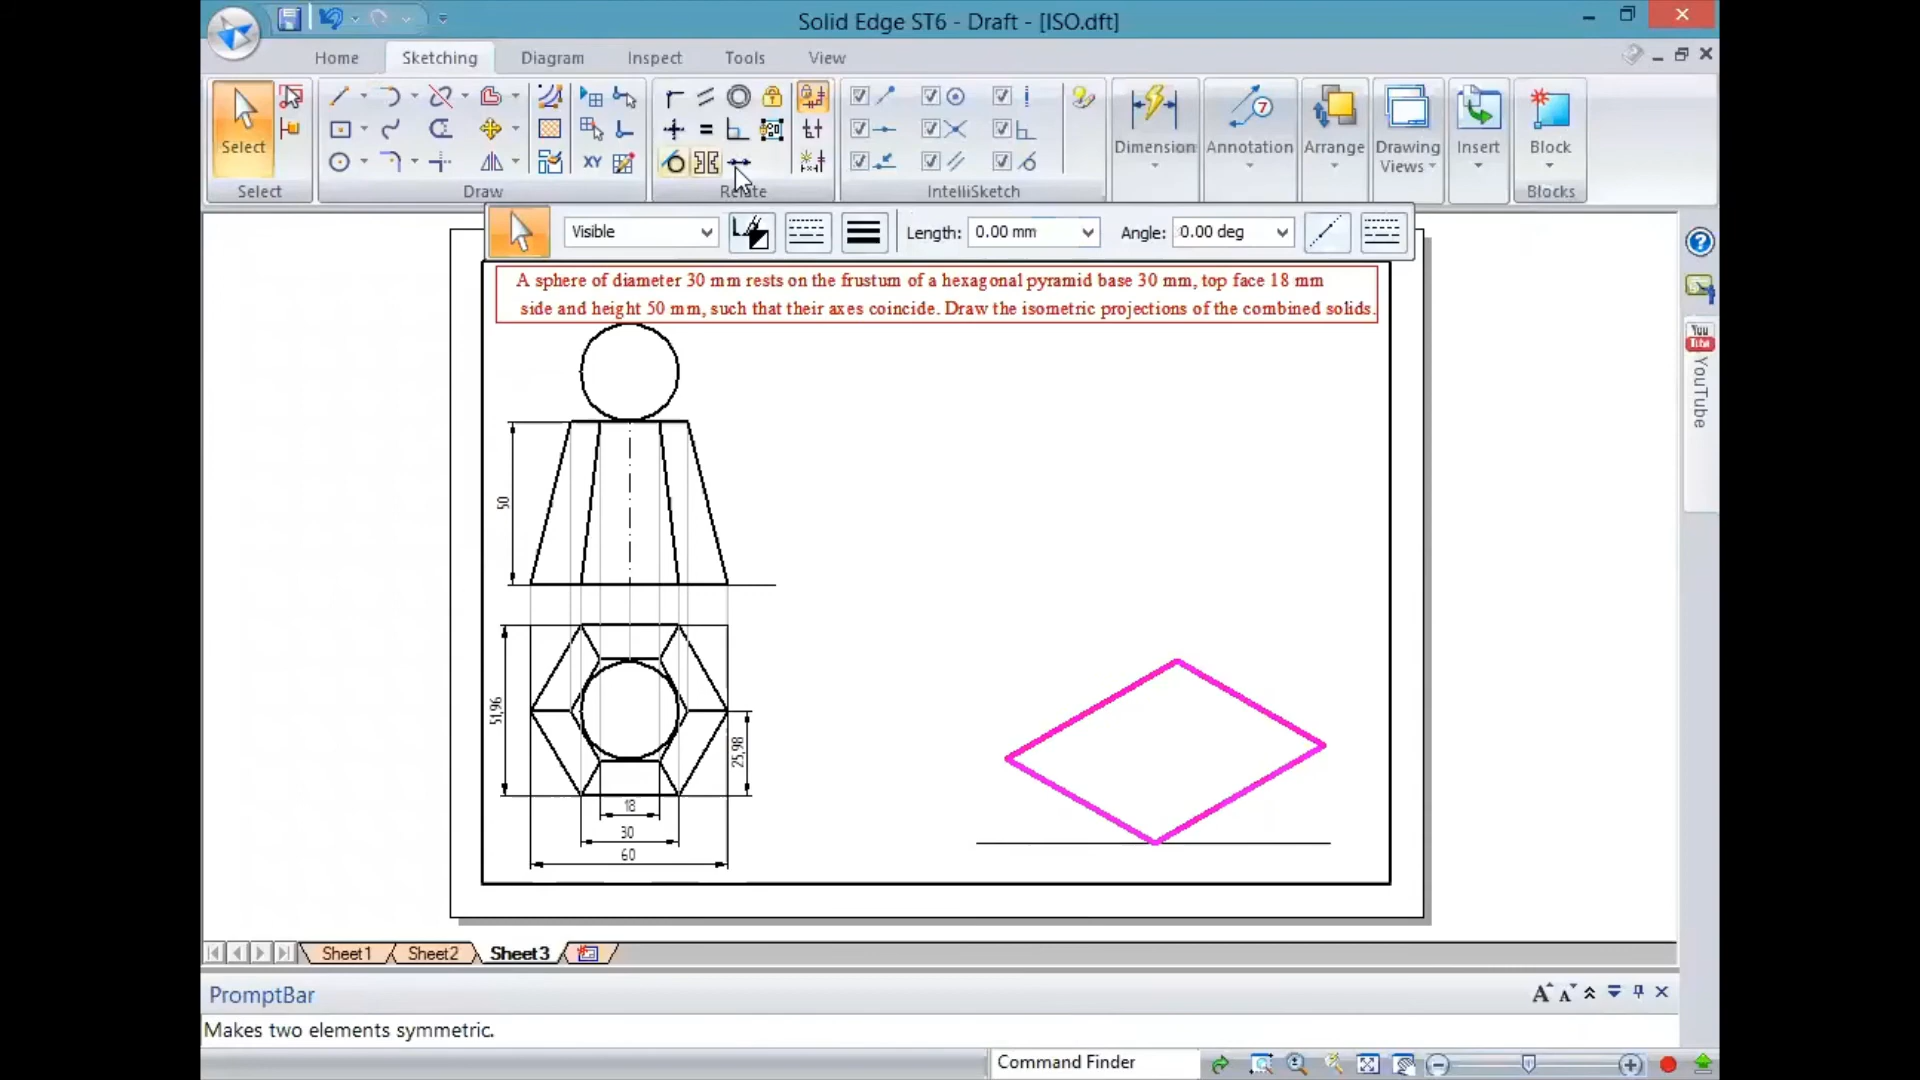 Solid Edge ST6 - Draft - [ISO.dft]
Home Sketching Diagram Inspect Tools View
Select
XY
7
Dimension Annotation Arrange Drawing Views Insert Block
Select Draw Relate IntelliSketch Blocks
Visible Length: 0.00 mm Angle: 0.00 deg
A sphere of diameter 30 mm rests on the frustum of a hexagonal pyramid base 30 mm, top face 18 mm
side and height 50 mm, such that their axes coincide. Draw the isometric projections of the combined solids.
You
Tube
YouTube
50
51,96
25,98
18
30
60
Sheet1 Sheet2 Sheet3
PromptBar
Makes two elements symmetric.
Command Finder